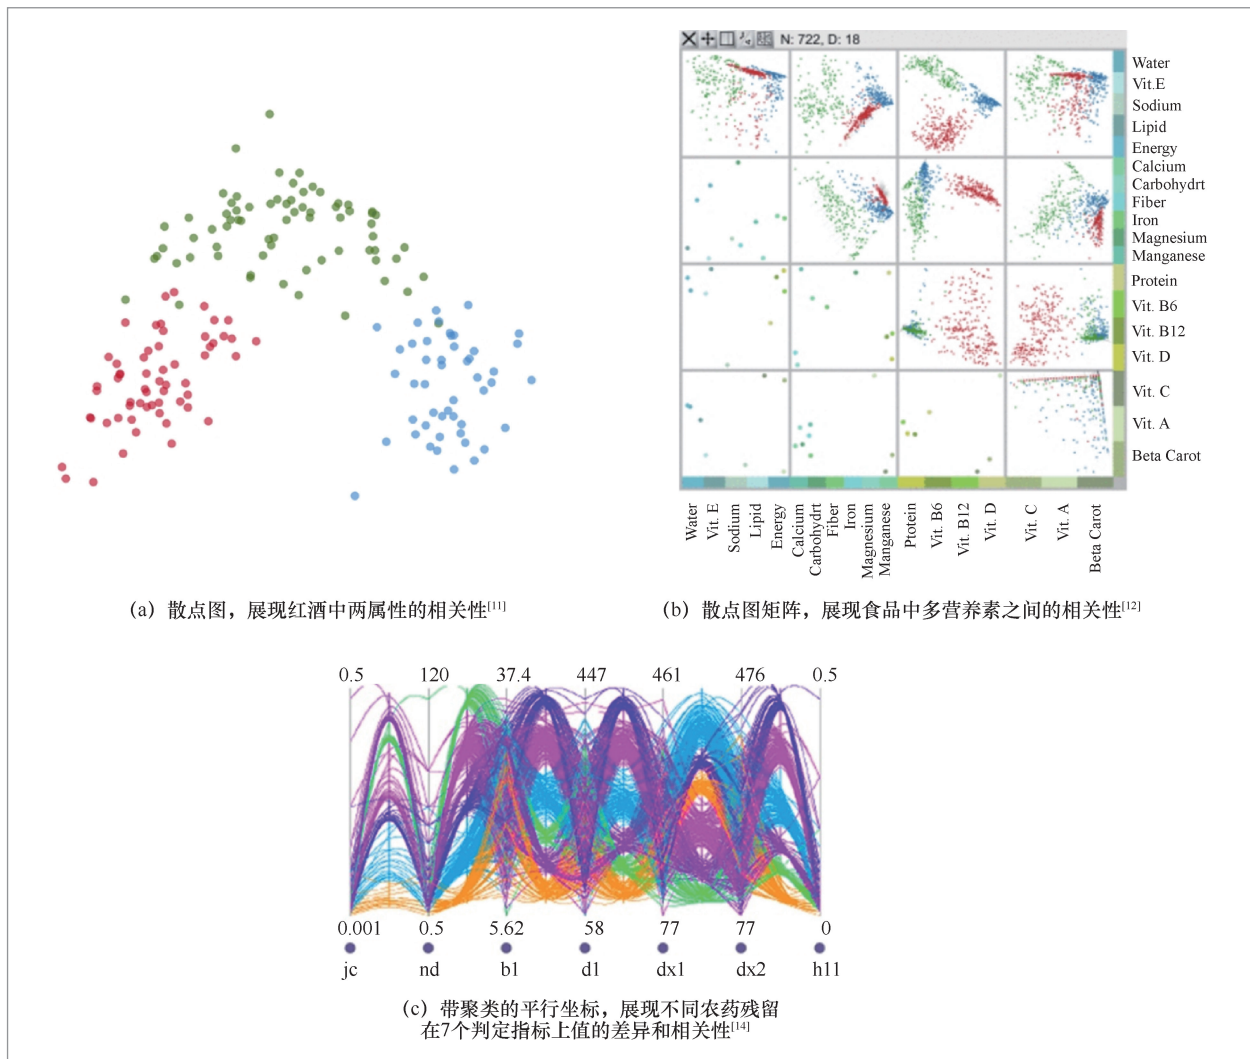 N: 722, D: 18
Water
Vit.E
Sodium
Lipid
Energy
Calcium
Carbohydrt
Fiber
Iron
Magnesium
Manganese
Protein
Vit. B6
Vit. B12
Vit. D
Vit. C
Vit. A
Beta Carot
Water
Vit. E
Sodium
Lipid
Energy
Calcium
Carbohydrt
Fiber
Iron
Magnesium
Manganese
Ptotein
Vit. B6
Vit. B12
Vit. D
Vit. C
Vit. A
Beta Carot
(a) 散点图，展现红酒中两属性的相关性[11]
(b) 散点图矩阵，展现食品中多营养素之间的相关性[12]
0.5 120 37.4 447 461 476 0.5
0.001 0.5 5.62 58 77 77 0
jc nd b1 d1 dx1 dx2 h11
(c) 带聚类的平行坐标，展现不同农药残留
在7个判定指标上值的差异和相关性[14]